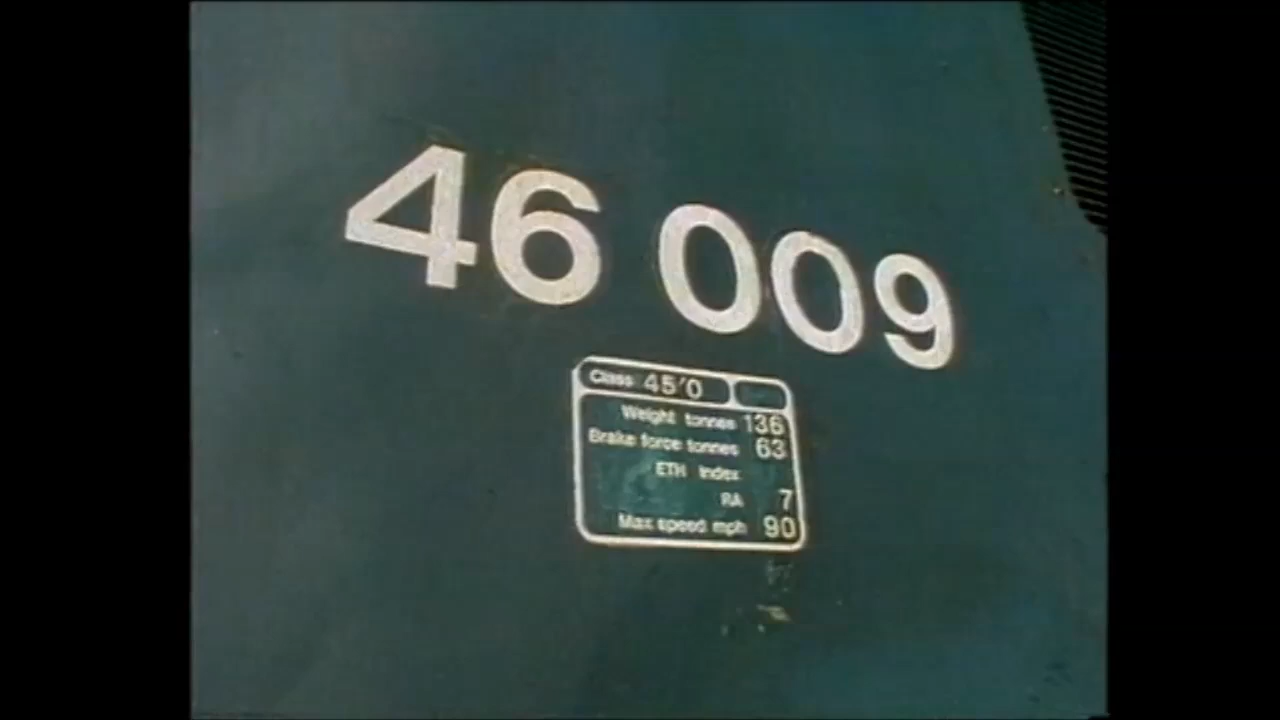 46 009
Class 45'0
Weight tonnes 136
Brake force tonnes 63
ETH Index
RA 7
Max speed mph 90